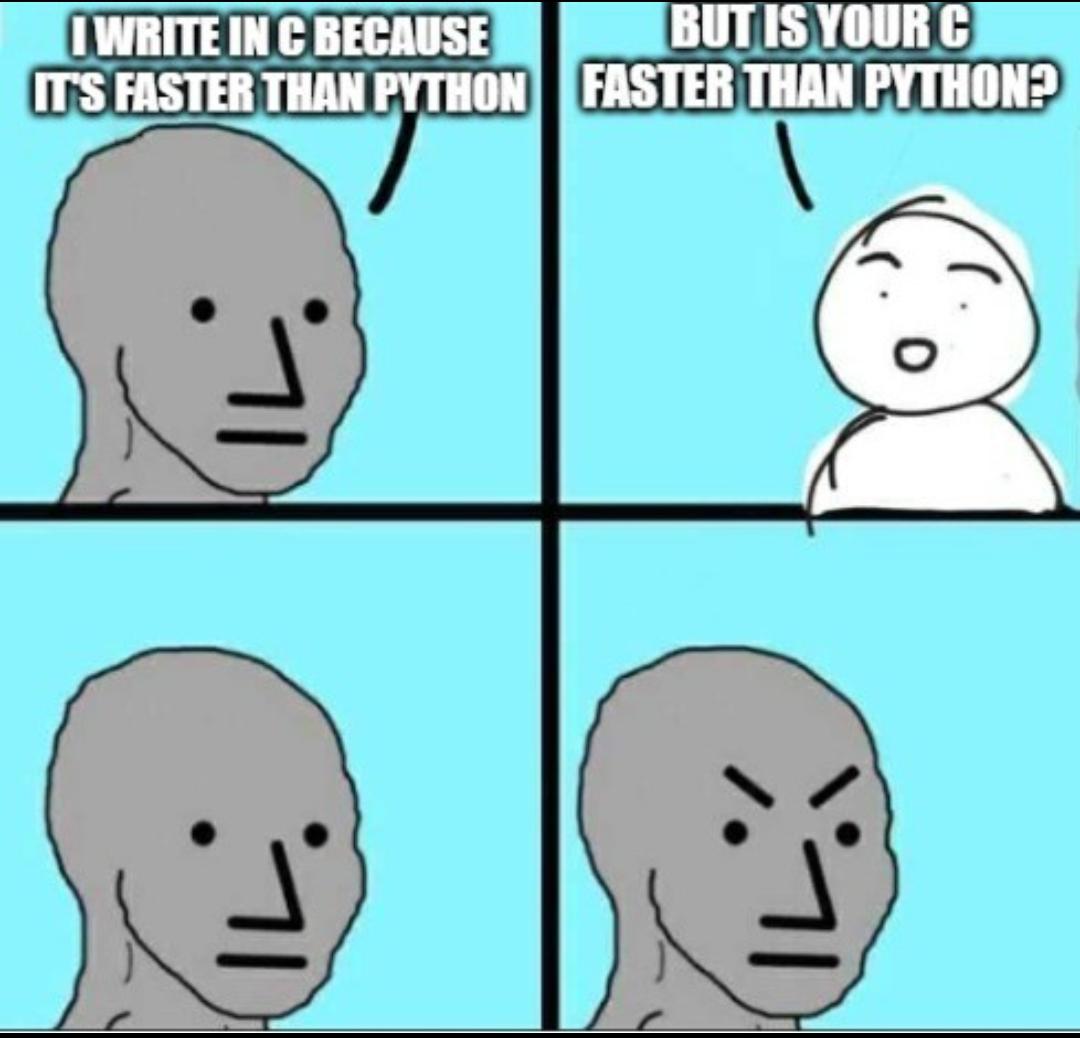 I WRITE IN C BECAUSE
IT'S FASTER THAN PYTHON
BUT IS YOUR C
FASTER THAN PYTHON?